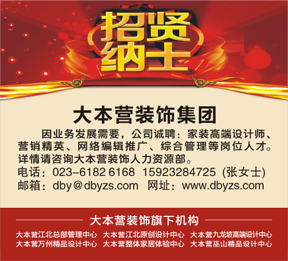 招贤
纳士
大本营装饰集团
因业务发展需要，公司诚聘：家装高端设计师、
营销精英、网络编辑推广、综合管理等岗位人才。
详情请咨询大本营装饰人力资源部。
电话：023-6182 6168 15923284725 (张女士)
邮箱：dby@dbyzs.com 网址：www.dbyzs.com
大本营装饰旗下机构
大本营江北总部管理中心 大本营江北原创设计中心 大本营九龙坡高端设计中心
大本营万州精品设计中心 大本营整体家居体验中心 大本营巫山精品设计中心